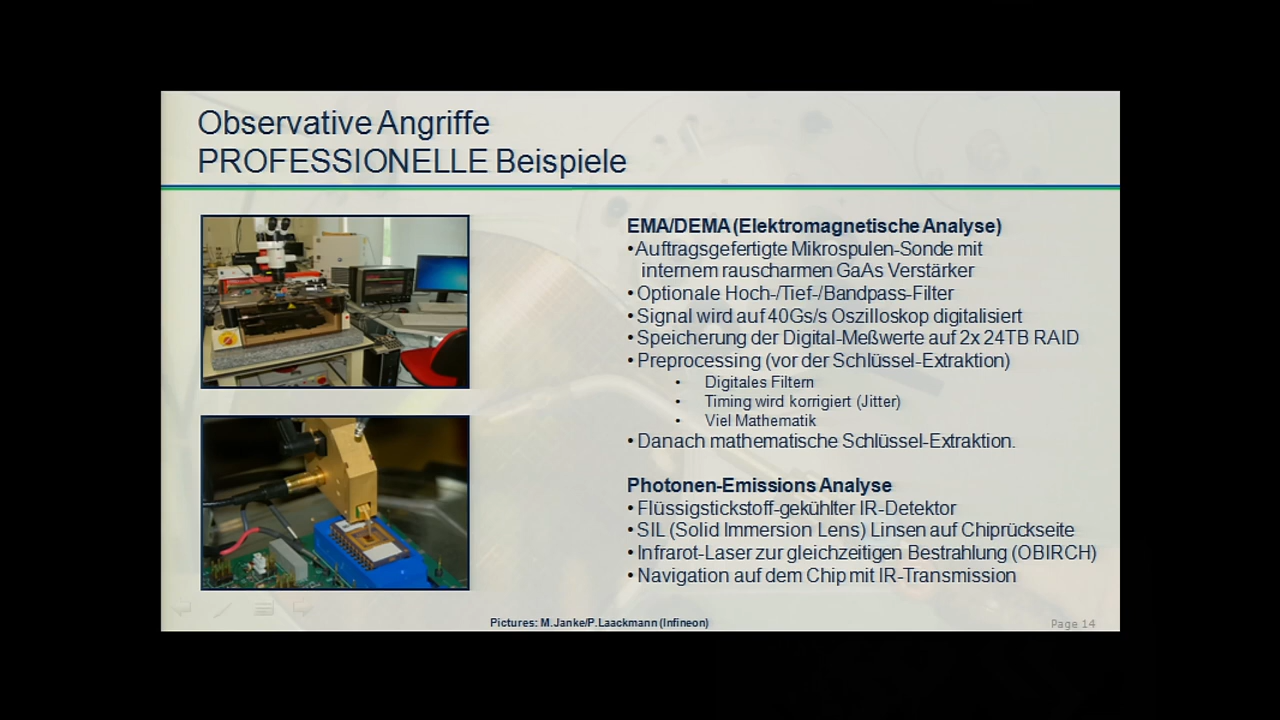 Observative Angriffe
PROFESSIONELLE Beispiele
EMA/DEMA (Elektromagnetische Analyse)
• Auftragsgefertigte Mikrospulen-Sonde mit
internem rauscharmen GaAs Verstärker
• Optionale Hoch-/Tief-/Bandpass-Filter
• Signal wird auf 40Gs/s Oszilloskop digitalisiert
• Speicherung der Digital-Meßwerte auf 2x 24TB RAID
• Preprocessing (vor der Schlüssel-Extraktion)
• Digitales Filtern
• Timing wird korrigiert (Jitter)
• Viel Mathematik
• Danach mathematische Schlüssel-Extraktion.
Photonen-Emissions Analyse
• Flüssigstickstoff-gekühlter IR-Detektor
• SIL (Solid Immersion Lens) Linsen auf Chiprückseite
• Infrarot-Laser zur gleichzeitigen Bestrahlung (OBIRCH)
• Navigation auf dem Chip mit IR-Transmission
Pictures: M.Janke/P.Laackmann (Infineon)
Page 14